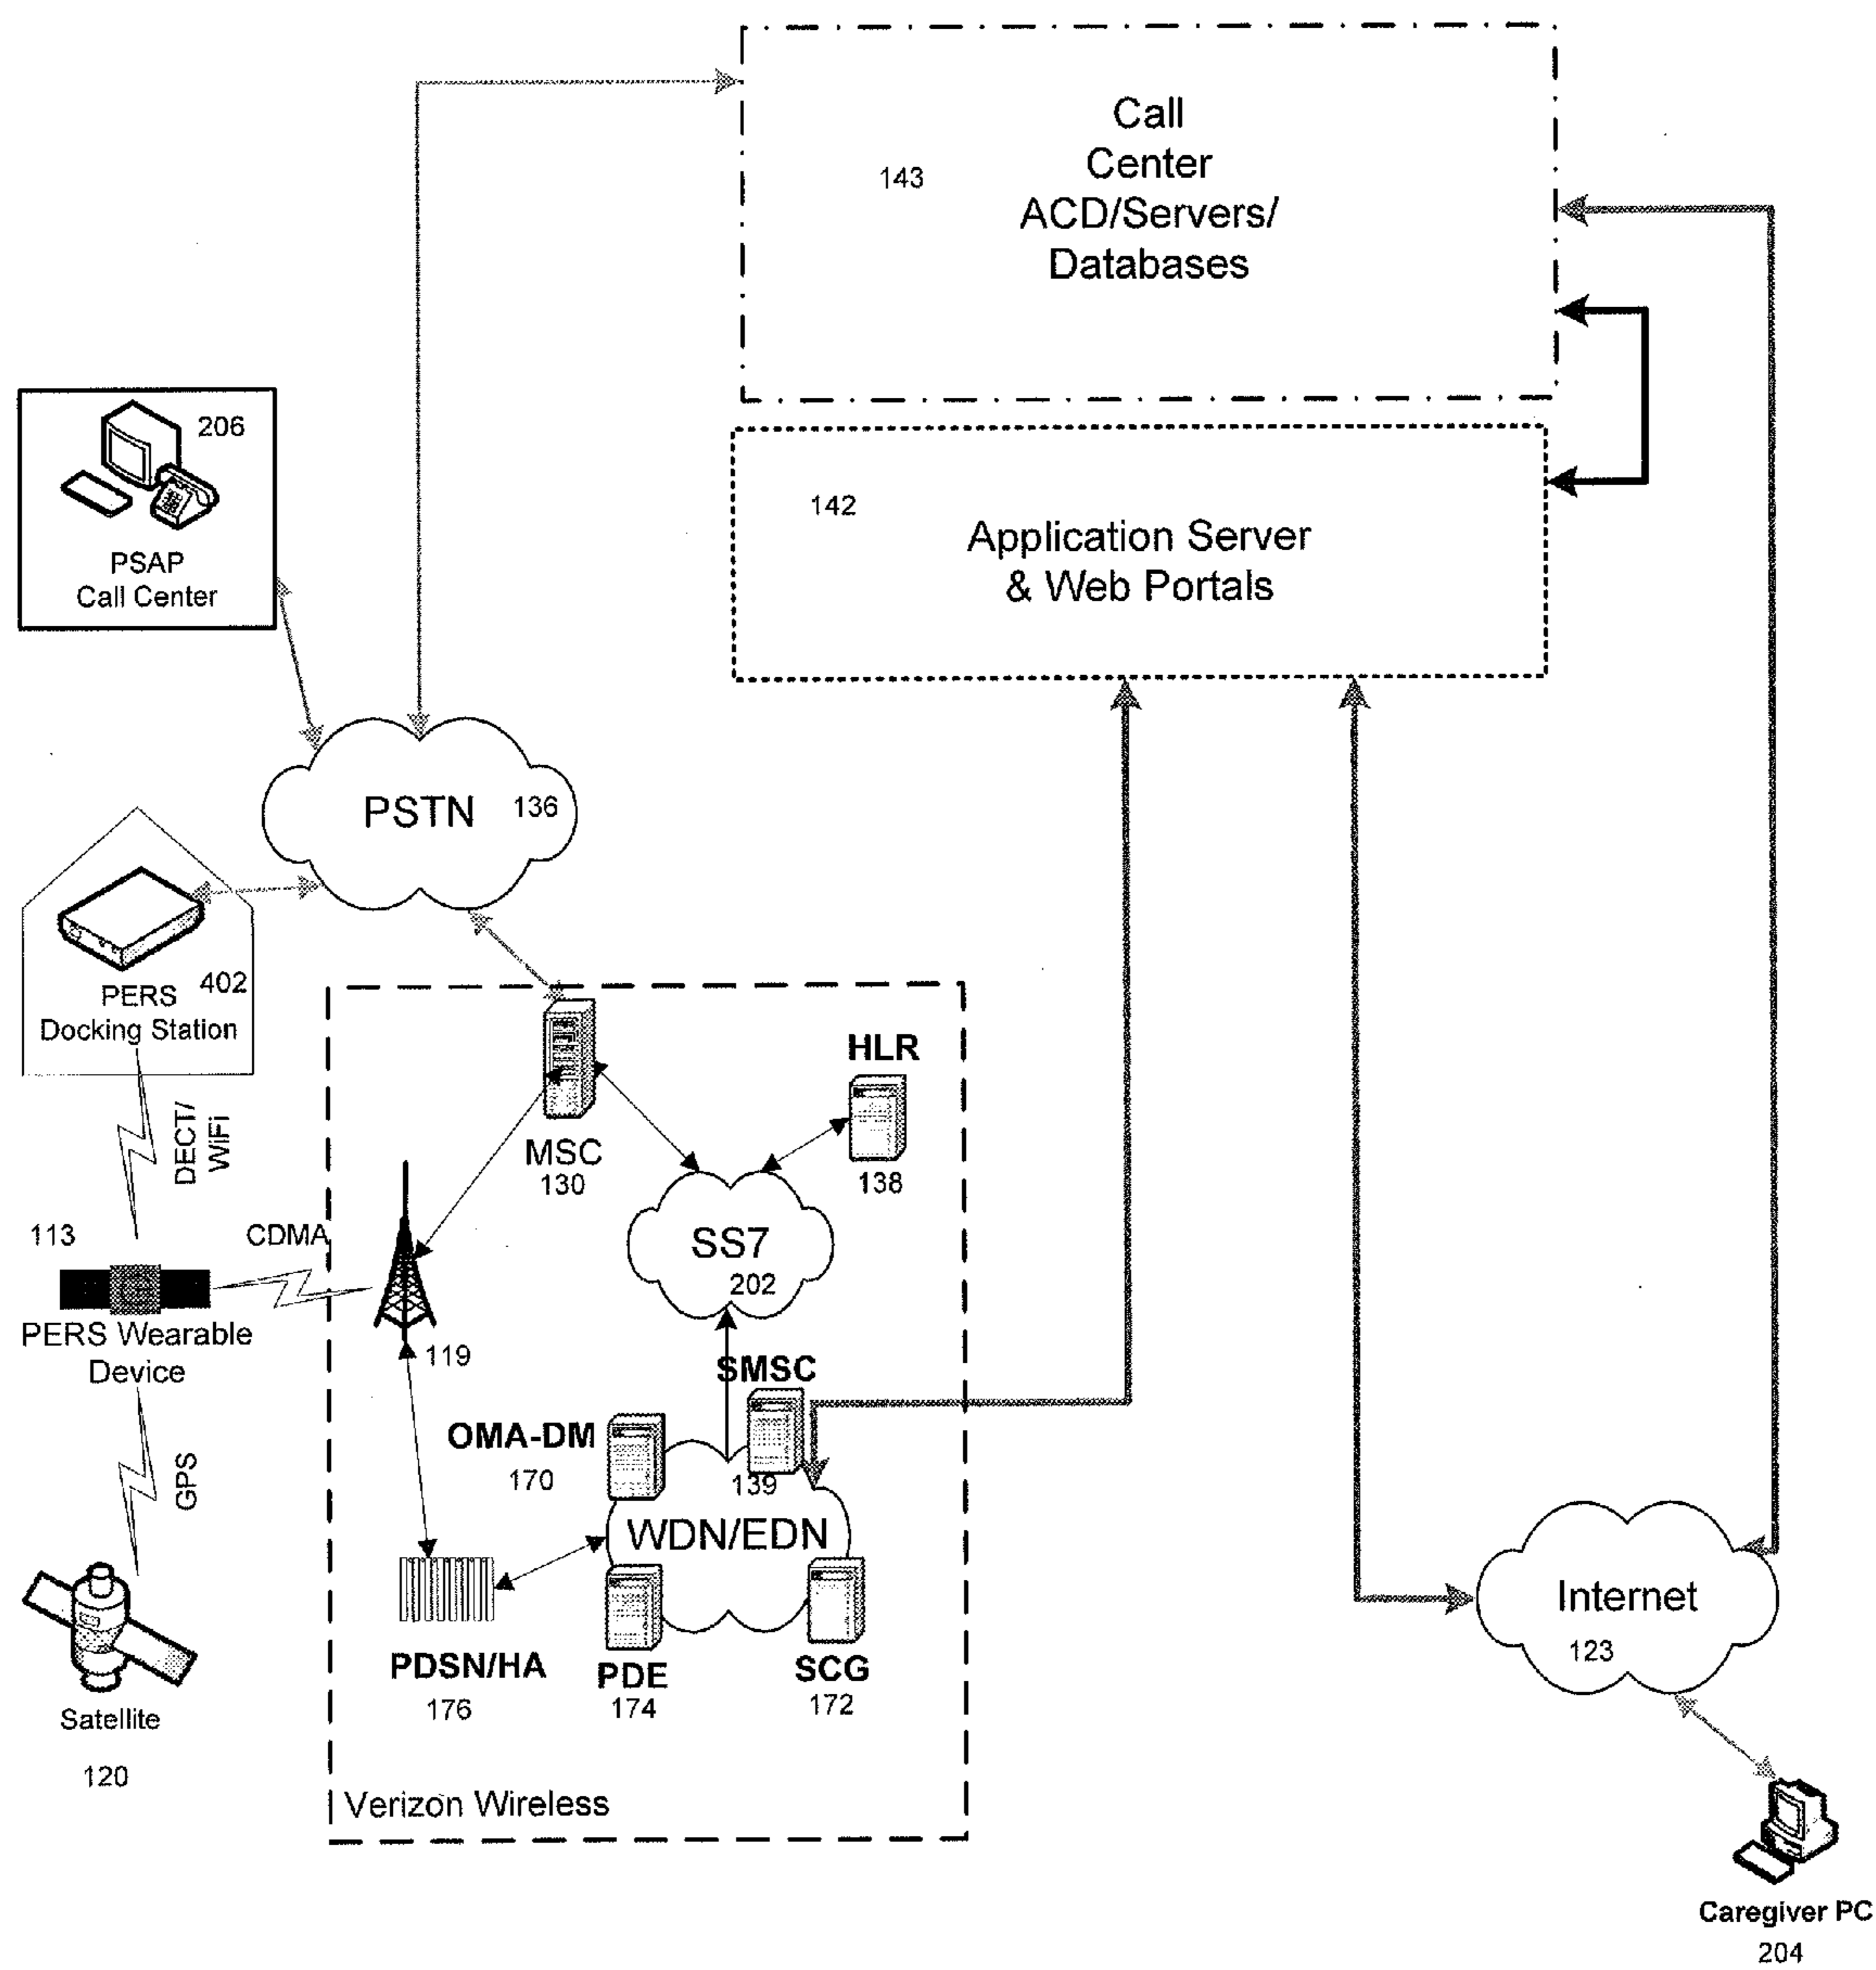 Call
Center
ACD/Servers/
Databases
143
142
Application Server
& Web Portals
206
PSAP
Call Center
PSTN
136
402
PERS
Docking Station
DECT/
WiFi
113
CDMA
PERS Wearable
Device
GPS
Satellite
120
MSC
130
HLR
138
SS7
202
119
SMSC
139
OMA-DM
170
WDN/EDN
PDSN/HA
176
PDE
174
SCG
172
Verizon Wireless
Internet
123
Caregiver PC
204